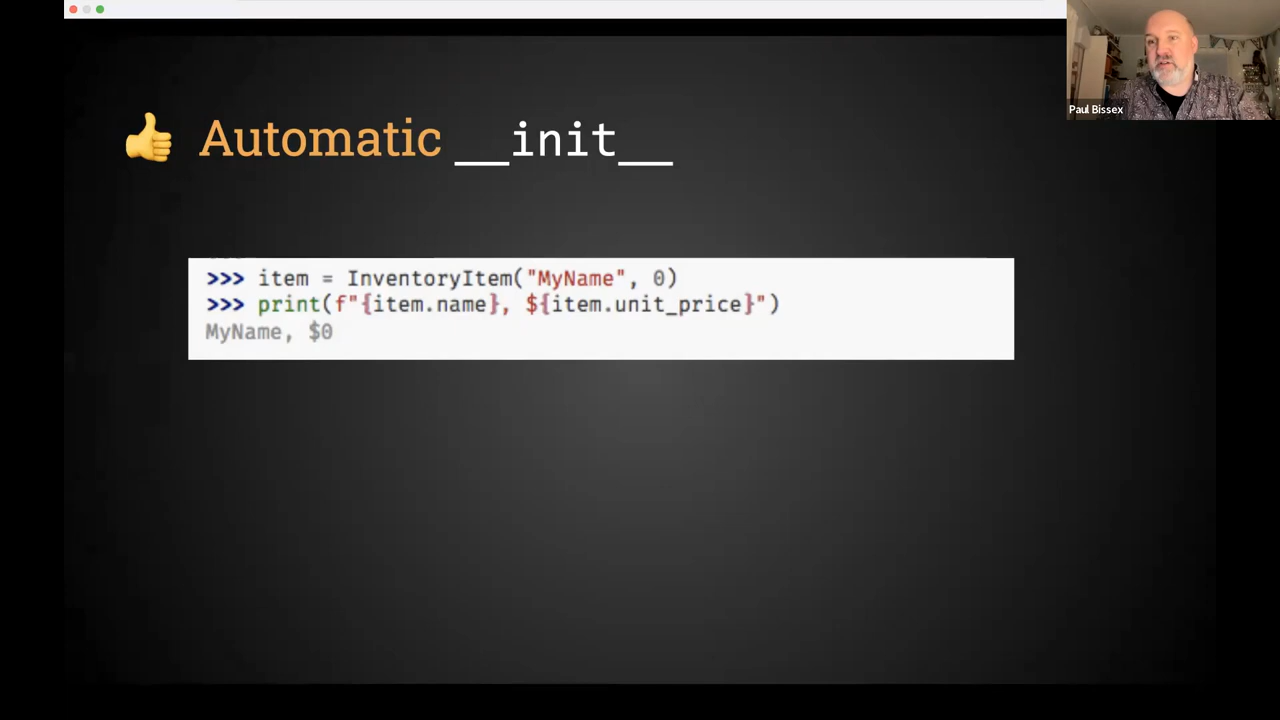 👍 Automatic __init__
>>> item = InventoryItem("MyName", 0)
>>> print(f"{item.name}, ${item.unit_price}")
MyName, $0
Paul Bissex